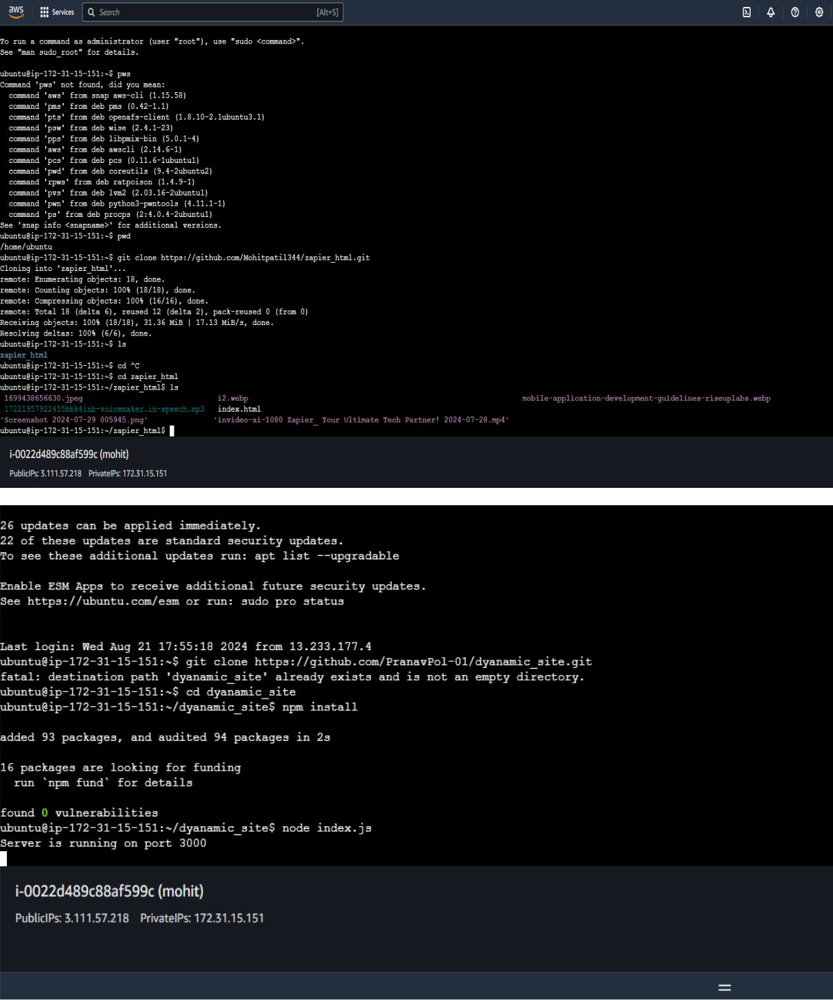 aws
Services
Search
[Alt+S]
To run a command as administrator (user "root"), use "sudo <command>".
See "man sudo_root" for details.
ubuntu@ip-172-31-15-151:~$ pws
Command 'pws' not found, did you mean:
command 'aws' from snap aws-cli (1.15.58)
command 'pms' from deb pms (0.42-1.1)
command 'pts' from deb openafs-client (1.8.10-2.1ubuntu3.1)
command 'psw' from deb wise (2.4.1-23)
command 'pps' from deb libpmix-bin (5.0.1-4)
command 'aws' from deb awscli (2.14.6-1)
command 'pcs' from deb pcs (0.11.6-1ubuntu1)
command 'pwd' from deb coreutils (9.4-2ubuntu2)
command 'rpws' from deb ratpoison (1.4.9-1)
command 'pvs' from deb lvm2 (2.03.16-2ubuntu1)
command 'pwn' from deb python3-pwntools (4.11.1-1)
command 'ps' from deb procps (2:4.0.4-2ubuntu1)
See 'snap info <snapname>' for additional versions.
ubuntu@ip-172-31-15-151:~$ pwd
/home/ubuntu
ubuntu@ip-172-31-15-151:~$ git clone https://github.com/Mohitpatil344/zapier_html.git
Cloning into 'zapier_html'...
remote: Enumerating objects: 18, done.
remote: Counting objects: 100% (18/18), done.
remote: Compressing objects: 100% (16/16), done.
remote: Total 18 (delta 6), reused 12 (delta 2), pack-reused 0 (from 0)
Receiving objects: 100% (18/18), 31.36 MiB | 17.13 MiB/s, done.
Resolving deltas: 100% (6/6), done.
ubuntu@ip-172-31-15-151:~$ ls
zapier_html
ubuntu@ip-172-31-15-151:~$ cd ^C
ubuntu@ip-172-31-15-151:~$ cd zapier_html
ubuntu@ip-172-31-15-151:~/zapier_html$ ls
1699438656630.jpeg i2.webp mobile-application-development-guidelines-riseuplabs.webp
17221957922455bbk4inb-voicemaker.in-speech.mp3 index.html
'Screenshot 2024-07-29 005945.png' 'invideo-ai-1080 Zapier_ Your Ultimate Tech Partner! 2024-07-28.mp4'
ubuntu@ip-172-31-15-151:~/zapier_html$
i-0022d489c88af599c (mohit)
PublicIPs: 3.111.57.218 PrivateIPs: 172.31.15.151
26 updates can be applied immediately.
22 of these updates are standard security updates.
To see these additional updates run: apt list --upgradable
Enable ESM Apps to receive additional future security updates.
See https://ubuntu.com/esm or run: sudo pro status
Last login: Wed Aug 21 17:55:18 2024 from 13.233.177.4
ubuntu@ip-172-31-15-151:~$ git clone https://github.com/PranavPol-01/dyanamic_site.git
fatal: destination path 'dyanamic_site' already exists and is not an empty directory.
ubuntu@ip-172-31-15-151:~$ cd dyanamic_site
ubuntu@ip-172-31-15-151:~/dyanamic_site$ npm install
added 93 packages, and audited 94 packages in 2s
16 packages are looking for funding
run `npm fund` for details
found 0 vulnerabilities
ubuntu@ip-172-31-15-151:~/dyanamic_site$ node index.js
Server is running on port 3000
i-0022d489c88af599c (mohit)
PublicIPs: 3.111.57.218 PrivateIPs: 172.31.15.151